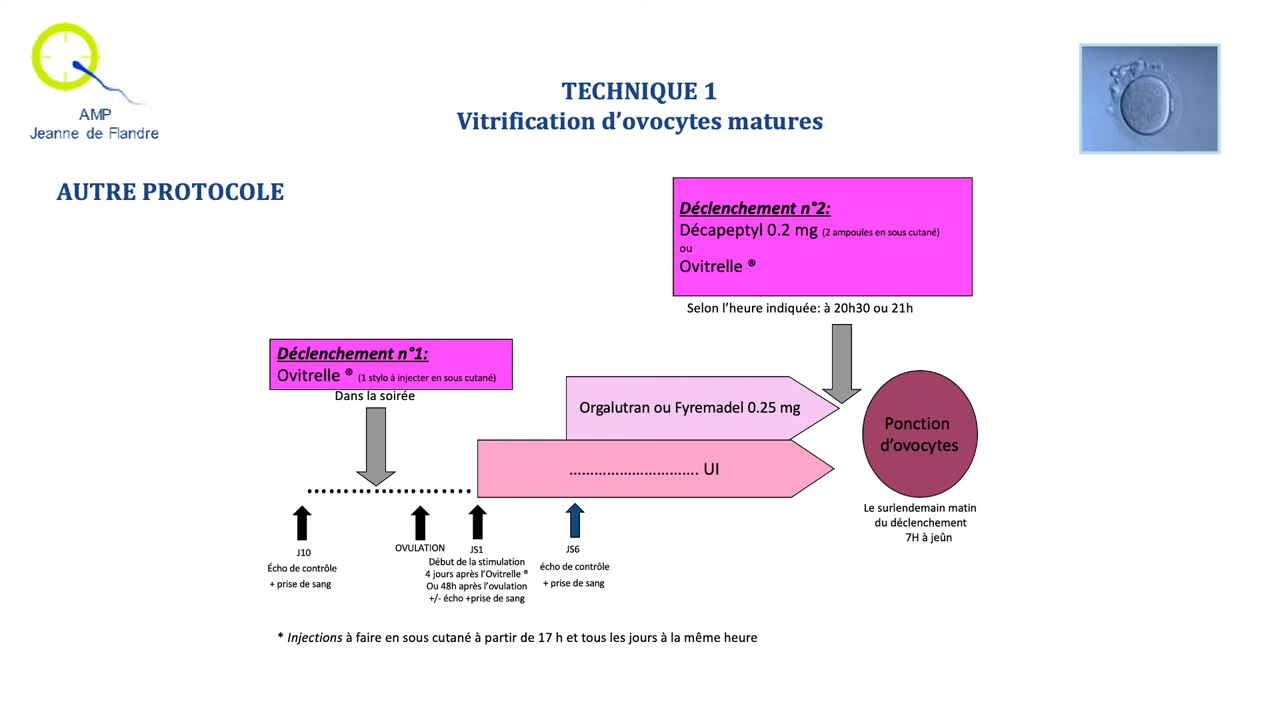 AMP
Jeanne de Flandre
TECHNIQUE 1
Vitrification d'ovocytes matures
AUTRE PROTOCOLE
Déclenchement n°2:
Décapeptyl 0.2 mg (2 ampoules en sous cutané)
ou
Ovitrelle ®
Selon l'heure indiquée: à 20h30 ou 21h
Déclenchement n°1:
Ovitrelle ® (1 stylo à injecter en sous cutané)
Dans la soirée
Orgalutran ou Fyremadel 0.25 mg
…………………………. UI
Ponction
d'ovocytes
Le surlendemain matin
du déclenchement
7H à jeûn
J10
Écho de contrôle
+ prise de sang
OVULATION
JS1
Début de la stimulation
4 jours après l'Ovitrelle ®
Ou 48h après l'ovulation
+/- écho +prise de sang
JS6
écho de contrôle
+ prise de sang
* Injections à faire en sous cutané à partir de 17 h et tous les jours à la même heure